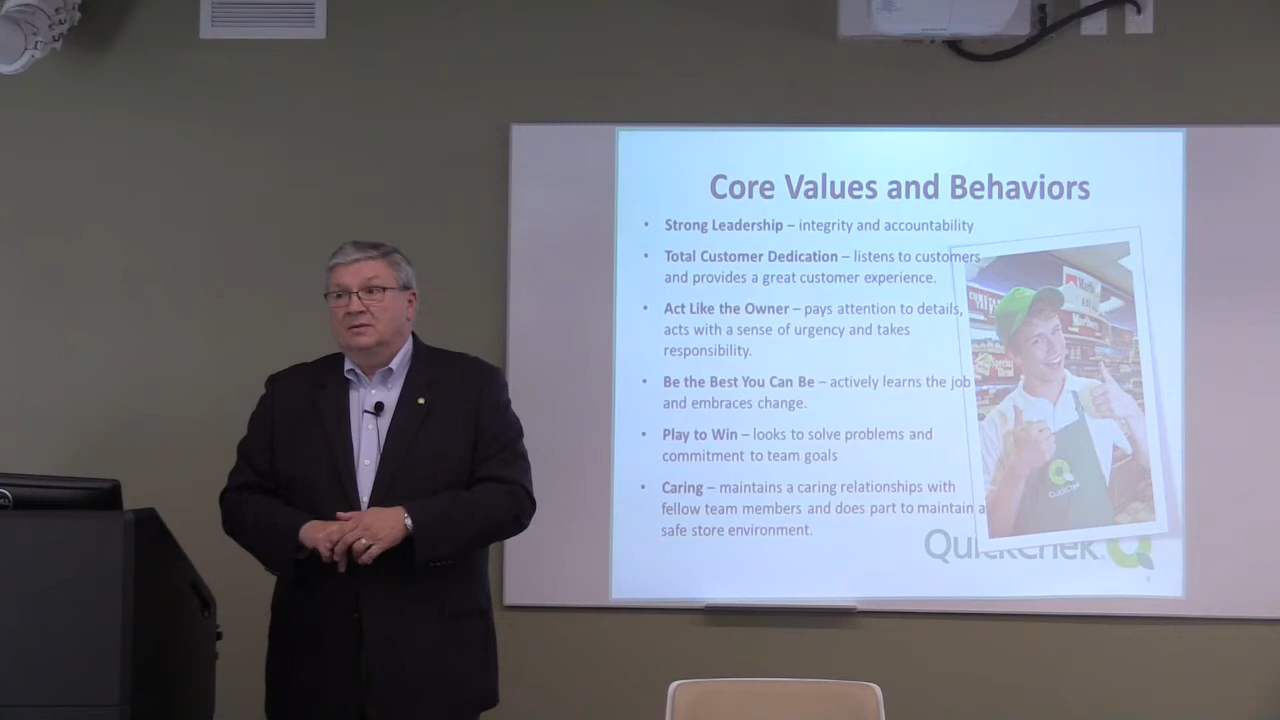 Core Values and Behaviors
• Strong Leadership – integrity and accountability
• Total Customer Dedication – listens to customers
and provides a great customer experience.
• Act Like the Owner – pays attention to details,
acts with a sense of urgency and takes
responsibility.
• Be the Best You Can Be – actively learns the job
and embraces change.
• Play to Win – looks to solve problems and
commitment to team goals
• Caring – maintains a caring relationships with
fellow team members and does part to maintain a
safe store environment.
QuickChek
QuickChek
DELL